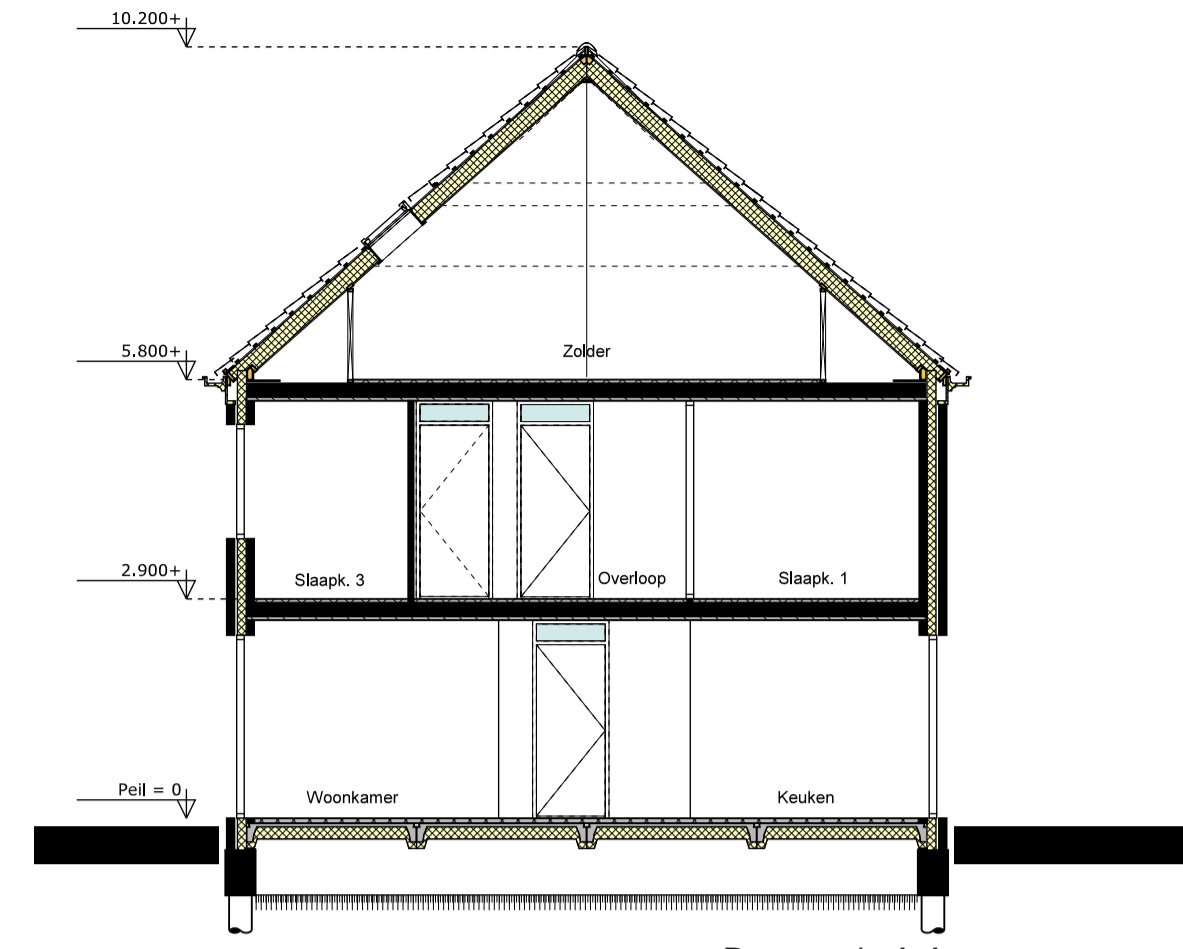 10.200+
5.800+
Zolder
2.900+
Slaapk. 3
Overloop
Slaapk. 1
Peil = 0
Woonkamer
Keuken